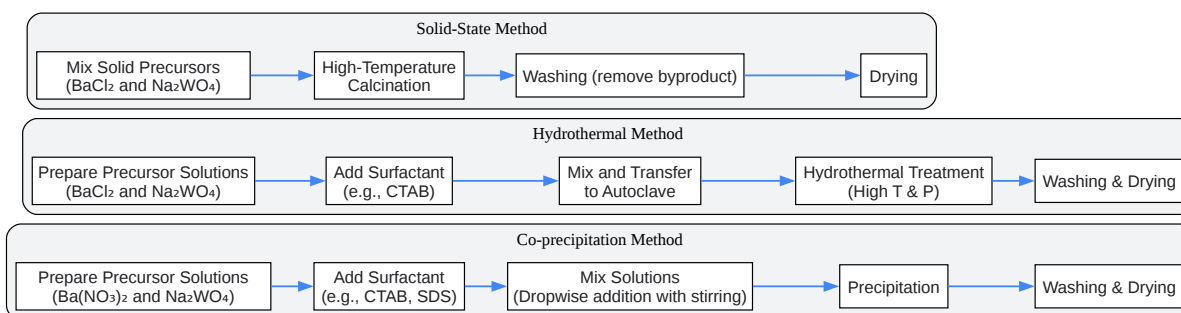 Solid-State Method
Mix Solid Precursors
(BaCl₂ and Na₂WO₄)
High-Temperature
Calcination
Washing (remove byproduct)
Drying
Hydrothermal Method
Prepare Precursor Solutions
(BaCl₂ and Na₂WO₄)
Add Surfactant
(e.g., CTAB)
Mix and Transfer
to Autoclave
Hydrothermal Treatment
(High T & P)
Washing & Drying
Co-precipitation Method
Prepare Precursor Solutions
(Ba(NO₃)₂ and Na₂WO₄)
Add Surfactant
(e.g., CTAB, SDS)
Mix Solutions
(Dropwise addition with stirring)
Precipitation
Washing & Drying